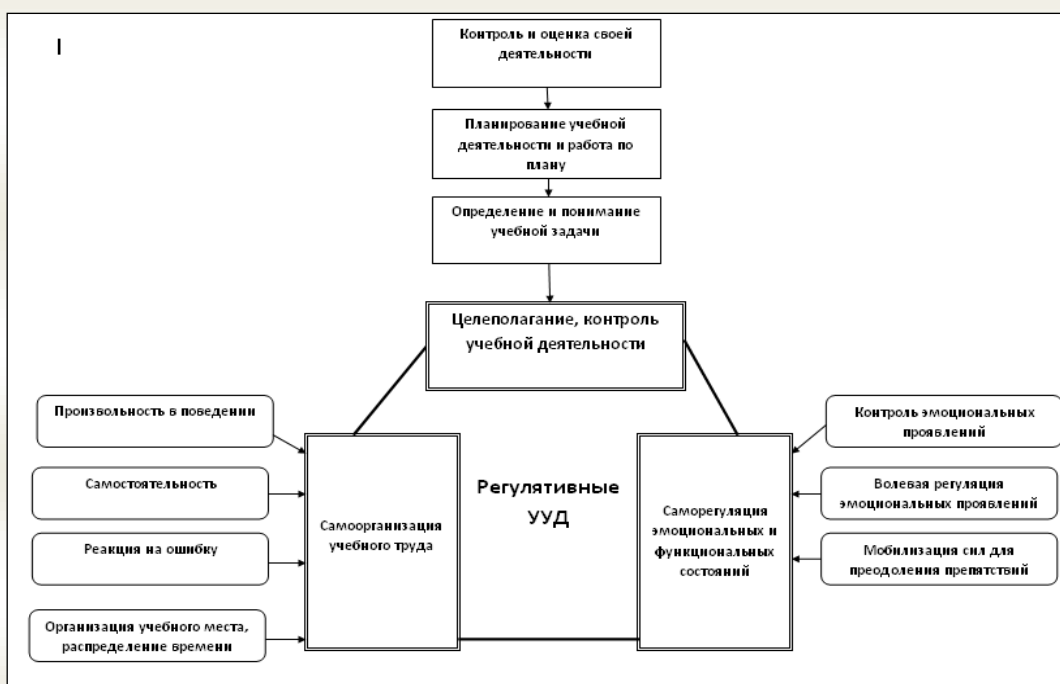 I
Контроль и оценка своей
деятельности
Планирование учебной
деятельности и работа по
плану
Определение и понимание
учебной задачи
Целеполагание, контроль
учебной деятельности
Произвольность в поведении
Самостоятельность
Реакция на ошибку
Организация учебного места,
распределение времени
Самоорганизация
учебного труда
Регулятивные
УУД
Саморегуляция
эмоциональных и
функциональных
состояний
Контроль эмоциональных
проявлений
Волевая регуляция
эмоциональных проявлений
Мобилизация сил для
преодоления препятствий